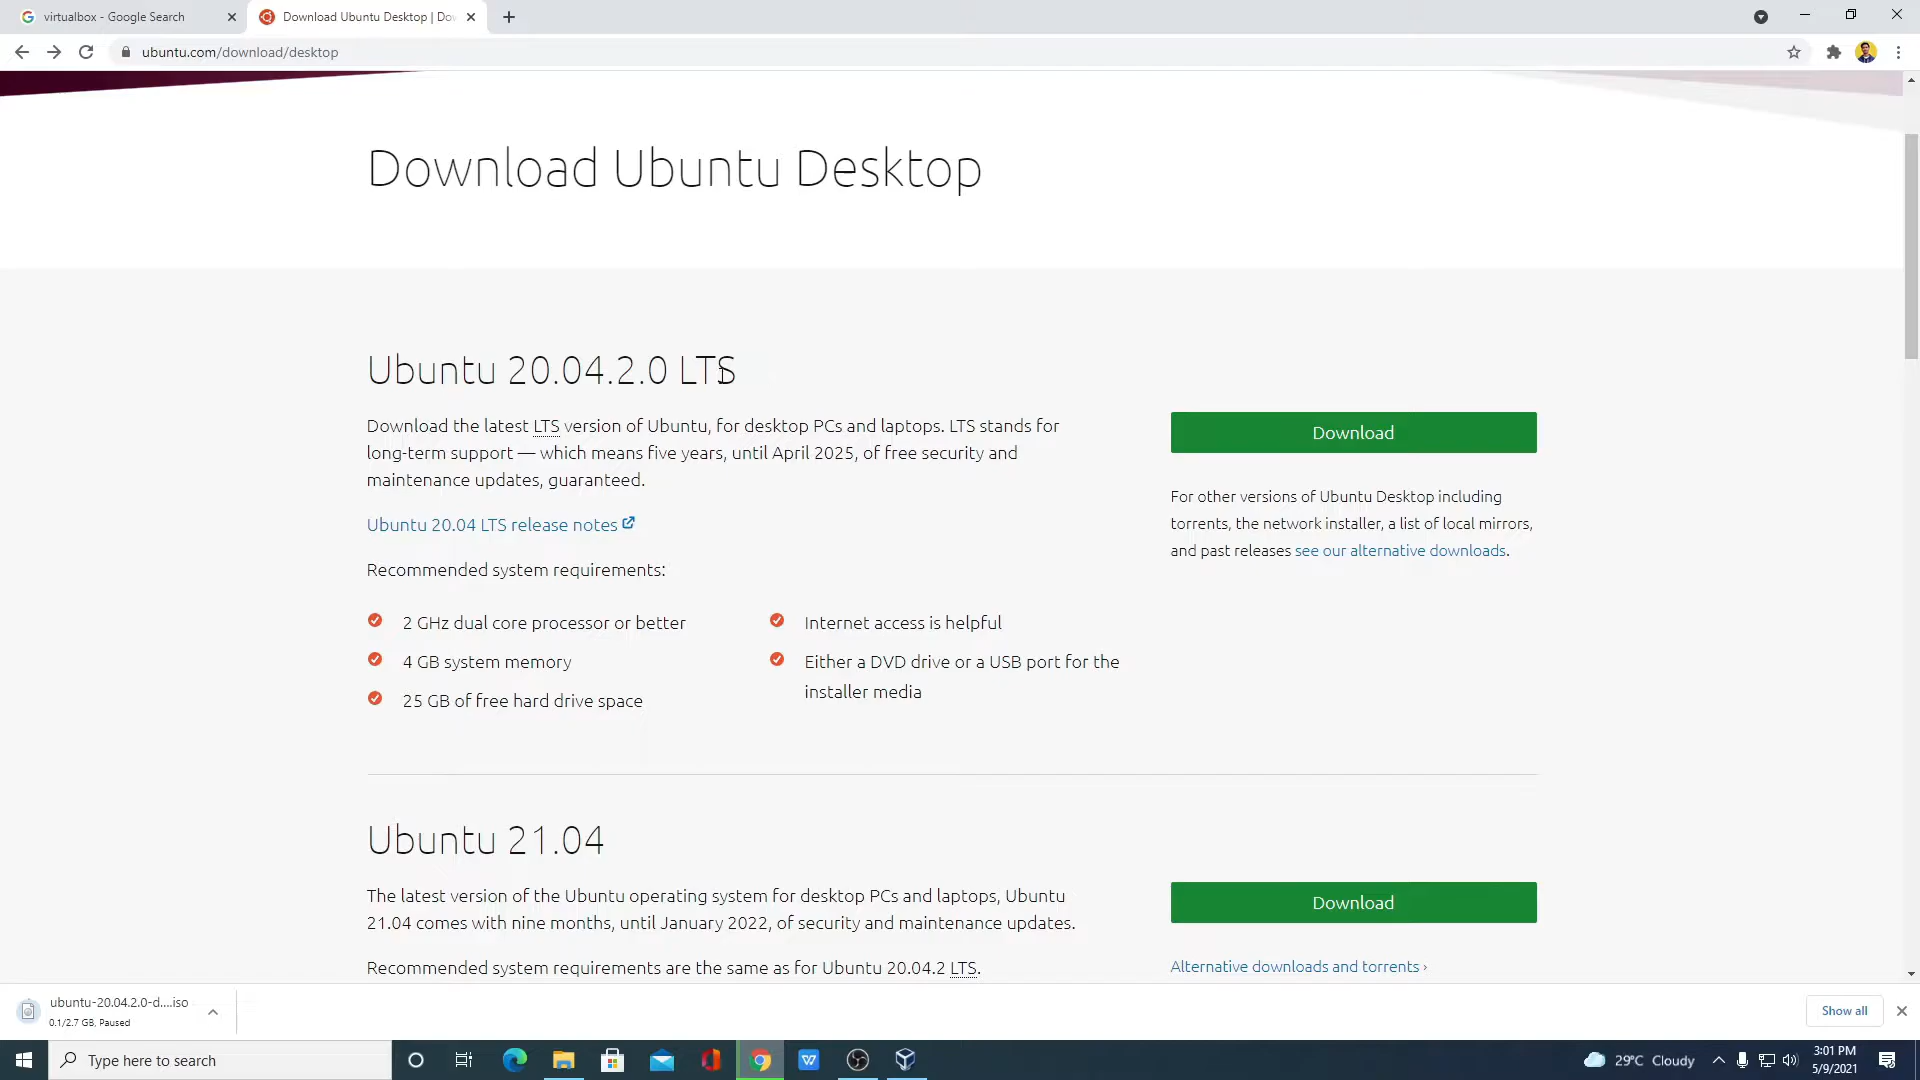 virtualbox - Google Search
Download Ubuntu Desktop | Do
ubuntu.com/download/desktop
Download Ubuntu Desktop
Ubuntu 20.04.2.0 LTS
Download the latest LTS version of Ubuntu, for desktop PCs and laptops. LTS stands for
long-term support — which means five years, until April 2025, of free security and
maintenance updates, guaranteed.
Ubuntu 20.04 LTS release notes
Recommended system requirements:
2 GHz dual core processor or better
4 GB system memory
25 GB of free hard drive space
Internet access is helpful
Either a DVD drive or a USB port for the
installer media
Download
For other versions of Ubuntu Desktop including
torrents, the network installer, a list of local mirrors,
and past releases see our alternative downloads.
Ubuntu 21.04
The latest version of the Ubuntu operating system for desktop PCs and laptops, Ubuntu
21.04 comes with nine months, until January 2022, of security and maintenance updates.
Recommended system requirements are the same as for Ubuntu 20.04.2 LTS.
Download
Alternative downloads and torrents ›
ubuntu-20.04.2.0-d....iso
0.1/2.7 GB, Paused
Show all
Type here to search
29°C Cloudy
3:01 PM
5/9/2021